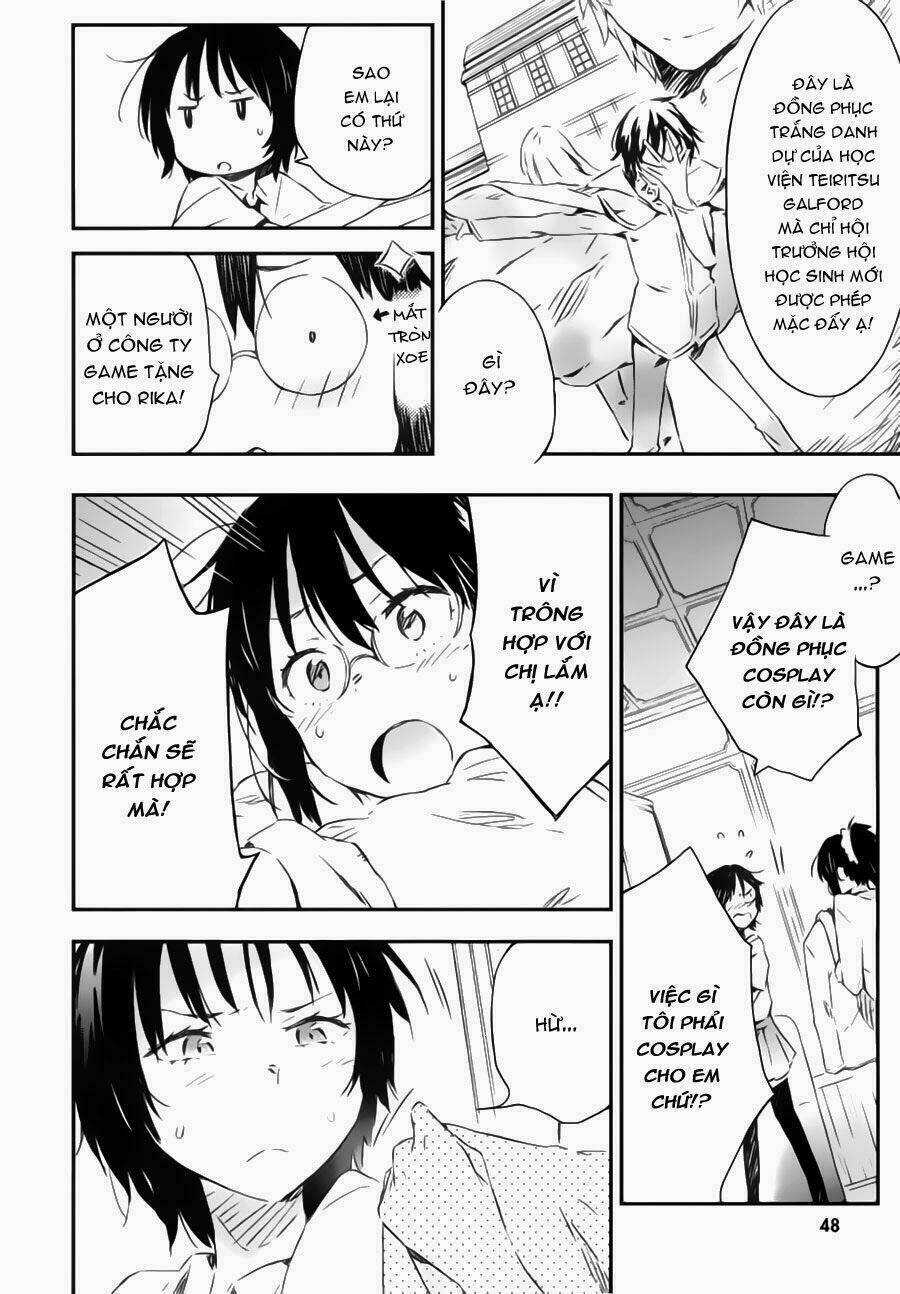 ĐÂY LÀ
ĐỒNG PHỤC
TRẮNG DANH
DỰ CỦA HỌC
VIỆN TEIRITSU
GALFORD
MÀ CHỈ HỘI
TRƯỞNG HỘI
HỌC SINH MỚI
ĐƯỢC PHÉP
MẶC ĐẤY Ạ!
GÌ
ĐÂY?
SAO
EM LẠI
CÓ THỨ
NÀY?
MẮT
TRÒN
XOE
MỘT NGƯỜI
Ở CÔNG TY
GAME TẶNG
CHO RIKA!
GAME
...?
VẬY ĐÂY LÀ
ĐỒNG PHỤC
COSPLAY
CÒN GÌ!?
VIỆC GÌ
TÔI PHẢI
COSPLAY
CHO EM
CHỨ!?
VÌ
TRÔNG
HỢP VỚI
CHỊ LẮM
Ạ!!
CHẮC
CHẮN SẼ
RẤT HỢP
MÀ!
HỪ...
48